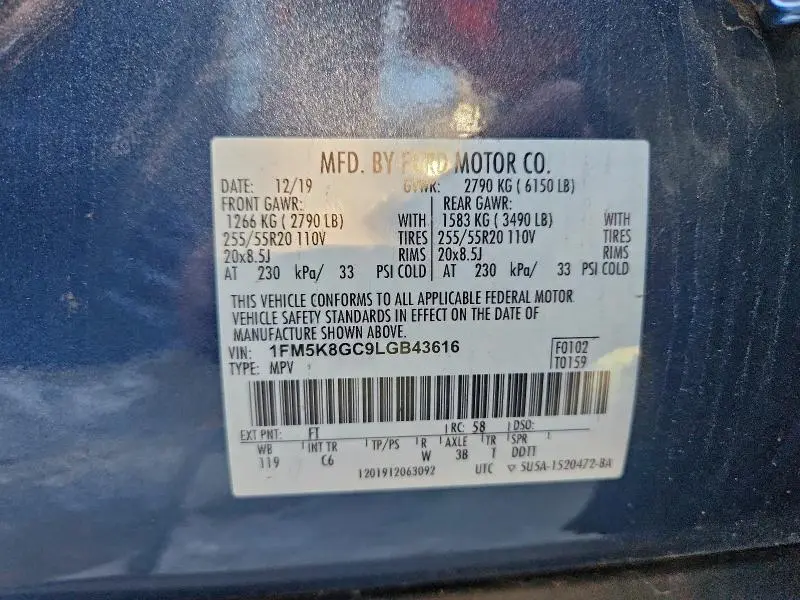 MFD. BY FORD MOTOR CO.
DATE: 12/19 GVWR: 2790 KG ( 6150 LB)
FRONT GAWR: REAR GAWR:
1266 KG ( 2790 LB) WITH 1583 KG ( 3490 LB) WITH
255/55R20 110V TIRES 255/55R20 110V TIRES
20x8.5J RIMS 20x8.5J RIMS
AT 230 kPa/ 33 PSI COLD AT 230 kPa/ 33 PSI COLD
THIS VEHICLE CONFORMS TO ALL APPLICABLE FEDERAL MOTOR
VEHICLE SAFETY STANDARDS IN EFFECT ON THE DATE OF
MANUFACTURE SHOWN ABOVE.
VIN: 1FM5K8GC9LGB43616 F0102
TYPE: MPV T0159
EXT PNT: FT RC: 58 DSO:
WB INT TR TP/PS R AXLE TR SPR
119 C6 W 3B T DDTT
1201912063092 UTC ▽ 5U5A-1520472-BA